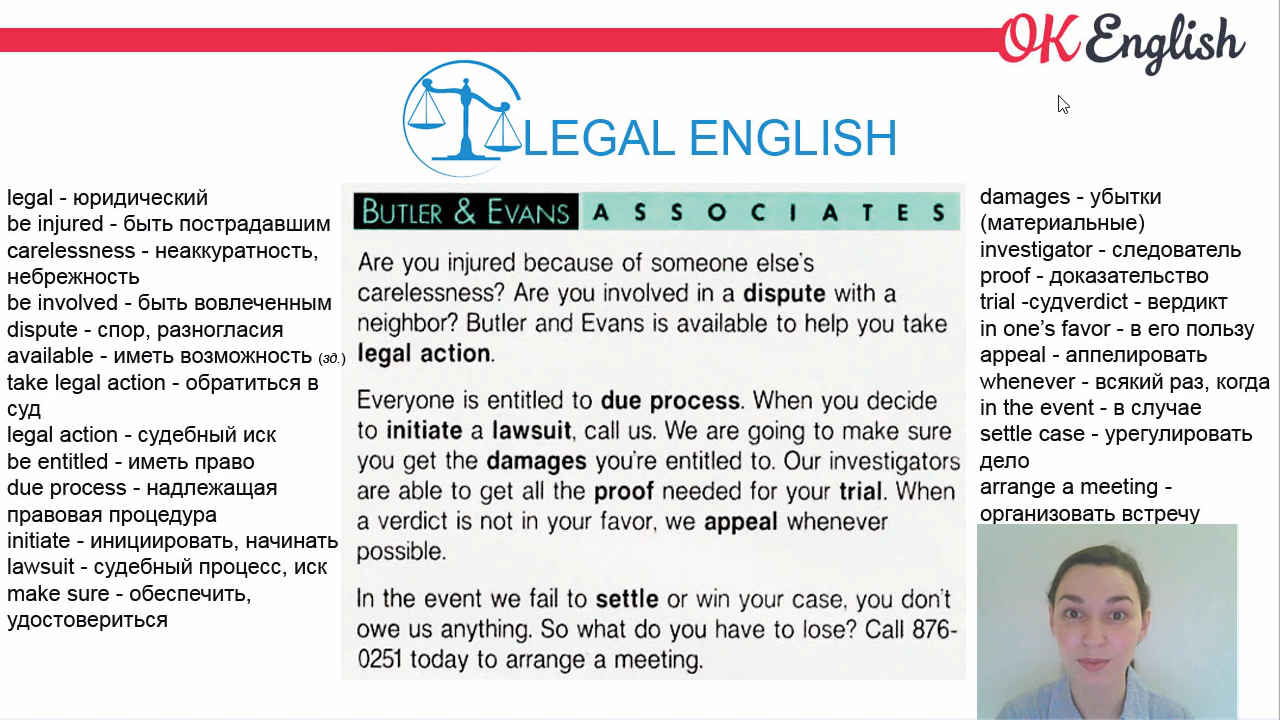 OK English
LEGAL ENGLISH
legal - юридический
be injured - быть пострадавшим
carelessness - неаккуратность,
небрежность
be involved - быть вовлеченным
dispute - спор, разногласия
available - иметь возможность (зд.)
take legal action - обратиться в
суд
legal action - судебный иск
be entitled - иметь право
due process - надлежащая
правовая процедура
initiate - инициировать, начинать
lawsuit - судебный процесс, иск
make sure - обеспечить,
удостовериться
BUTLER & EVANS ASSOCIATES
Are you injured because of someone else's
carelessness? Are you involved in a dispute with a
neighbor? Butler and Evans is available to help you take
legal action.
Everyone is entitled to due process. When you decide
to initiate a lawsuit, call us. We are going to make sure
you get the damages you're entitled to. Our investigators
are able to get all the proof needed for your trial. When
a verdict is not in your favor, we appeal whenever
possible.
In the event we fail to settle or win your case, you don't
owe us anything. So what do you have to lose? Call 876-
0251 today to arrange a meeting.
damages - убытки
(материальные)
investigator - следователь
proof - доказательство
trial -судverdict - вердикт
in one's favor - в его пользу
appeal - аппелировать
whenever - всякий раз, когда
in the event - в случае
settle case - урегулировать
дело
arrange a meeting -
организовать встречу